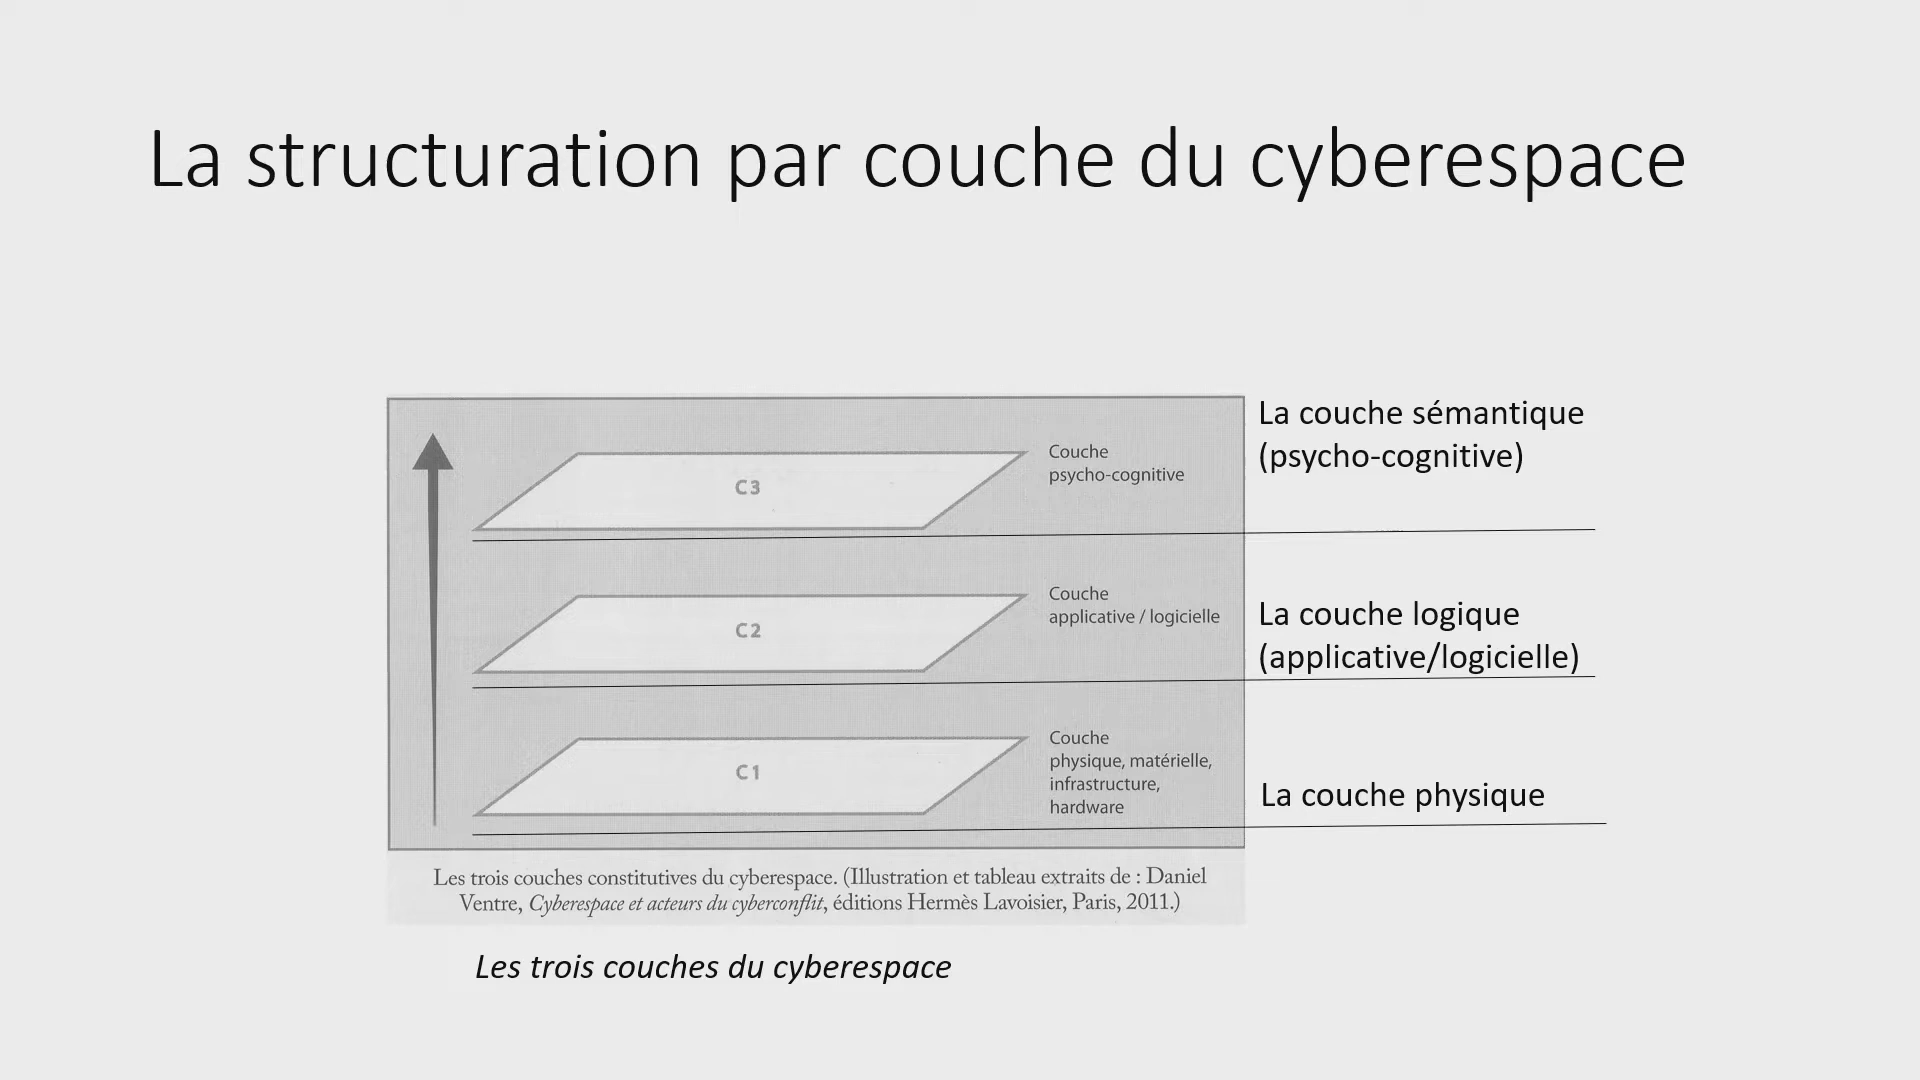 La structuration par couche du cyberespace
La couche sémantique
(psycho-cognitive)
Couche
psycho-cognitive
C3
Couche
applicative / logicielle
La couche logique
(applicative/logicielle)
C2
Couche
physique, matérielle,
infrastructure,
hardware
La couche physique
C1
Les trois couches constitutives du cyberespace. (Illustration et tableau extraits de : Daniel
Ventre, Cyberespace et acteurs du cyberconflit, éditions Hermès Lavoisier, Paris, 2011.)
Les trois couches du cyberespace